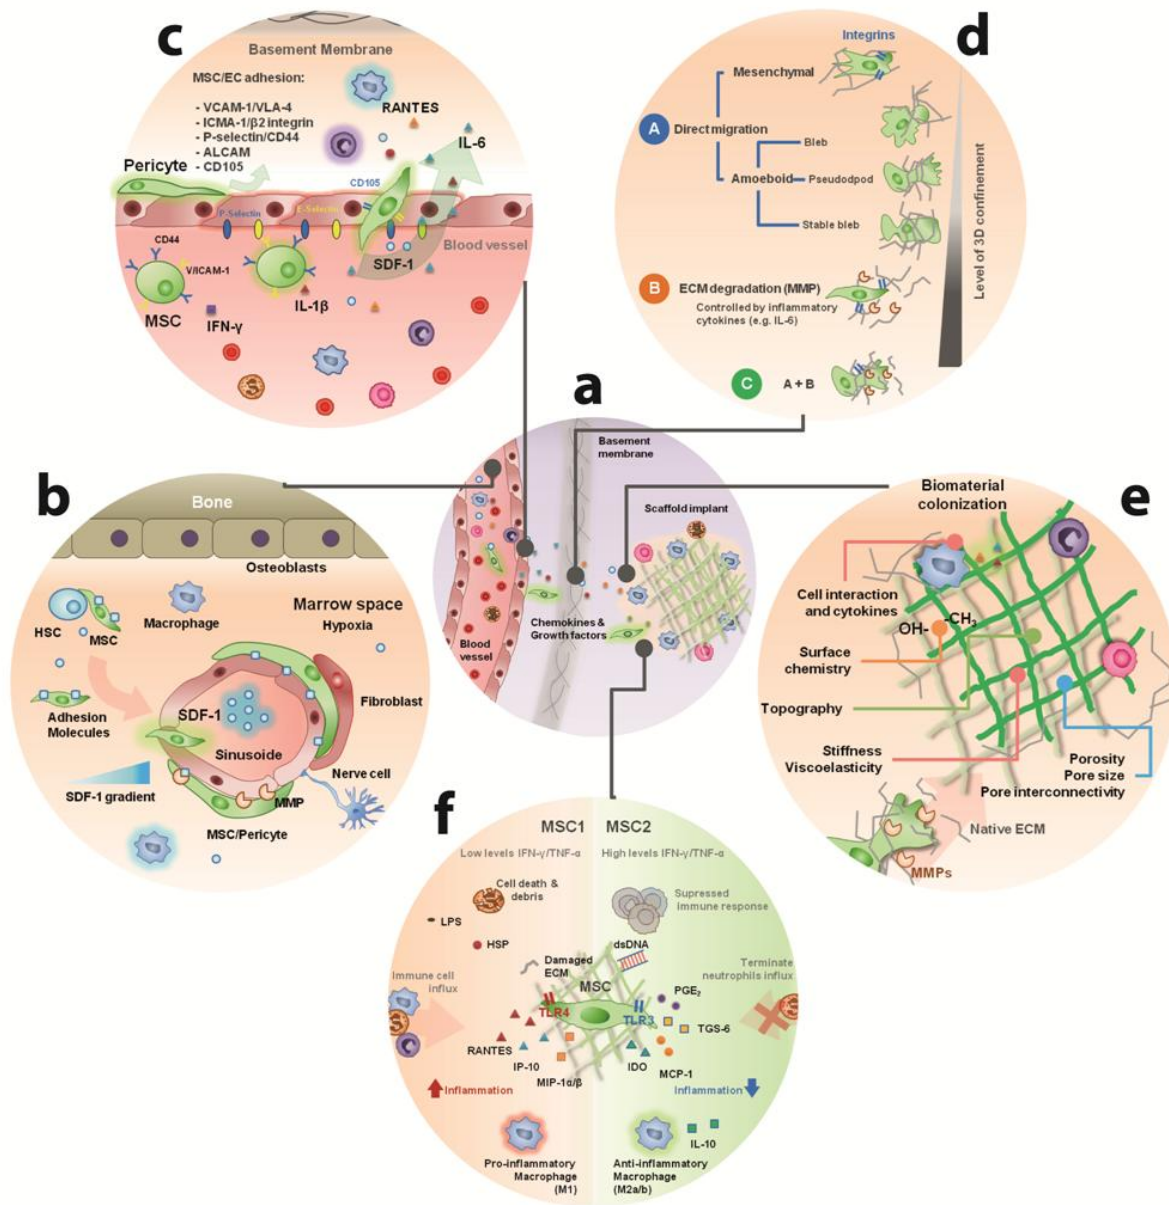 c
Basement Membrane
MSC/EC adhesion:
- VCAM-1/VLA-4
- ICMA-1/β2 integrin
- P-selectin/CD44
- ALCAM
- CD105
RANTES
IL-6
Pericyte
CD105
P-Selectin
E-Selectin
Blood vessel
CD44
V/ICAM-1
SDF-1
MSC
IFN-γ
IL-1β
d
Integrins
Mesenchymal
A
Direct migration
Bleb
Amoeboid
Pseudodpod
Stable bleb
B
ECM degradation (MMP)
Controlled by inflammatory
cytokines (e.g. IL-6)
C
A + B
Level of 3D confinement
a
Basement
membrane
Scaffold implant
Chemokines &
Growth factors
Blood
vessel
b
Bone
Osteoblasts
HSC
MSC
Macrophage
Marrow space
Hypoxia
Adhesion
Molecules
SDF-1
Sinusoide
Fibroblast
SDF-1 gradient
MMP
Nerve cell
MSC/Pericyte
e
Biomaterial
colonization
Cell interaction
and cytokines
OH-
-CH3
Surface
chemistry
Topography
Stiffness
Viscoelasticity
Porosity
Pore size
Pore interconnectivity
Native ECM
MMPs
f
MSC1
MSC2
Low levels IFN-γ/TNF-α
High levels IFN-γ/TNF-α
Cell death &
debris
Supressed
immune response
LPS
HSP
dsDNA
Damaged
ECM
MSC
Immune cell
influx
Terminate
neutrophils influx
PGE2
TLR4
TLR3
TGS-6
RANTES
IP-10
MIP-1α/β
IDO
MCP-1
Inflammation
Inflammation
IL-10
Pro-inflammatory
Macrophage
(M1)
Anti-inflammatory
Macrophage
(M2a/b)